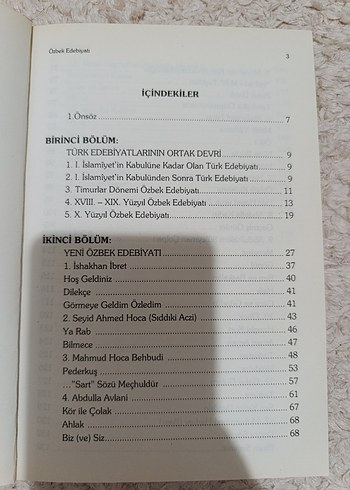 Özbek Edebiyatı 3
İÇİNDEKİLER
1.Önsöz ........ 7
BİRİNCİ BÖLÜM:
TÜRK EDEBİYATLARININ ORTAK DEVRİ ........ 9
1. I. İslamîyet'in Kabulüne Kadar Olan Türk Edebiyatı........ 9
2. I. İslamîyet'in Kabulünden Sonra Türk Edebiyatı ........ 9
3. Timurlar Dönemi Özbek Edebiyatı........ 11
4. XVIII. – XIX. Yüzyıl Özbek Edebiyatı........ 13
5. X. Yüzyıl Özbek Edebiyatı........ 19
İKİNCİ BÖLÜM:
YENİ ÖZBEK EDEBİYATI ........ 27
1. İshakhan İbret ........ 37
Hoş Geldiniz ........ 40
Dilekçe ........ 41
Görmeye Geldim Özledim ........ 41
2. Seyid Ahmed Hoca (Sıddıki Aczi) ........ 43
Ya Rab ........ 46
Bilmece ........ 47
3. Mahmud Hoca Behbudi ........ 48
Pederkuş ........ 53
..."Sart" Sözü Meçhuldür ........ 57
4. Abdulla Avlani ........ 61
Kör ile Çolak ........ 67
Ahlak ........ 68
Biz (ve) Siz........ 68